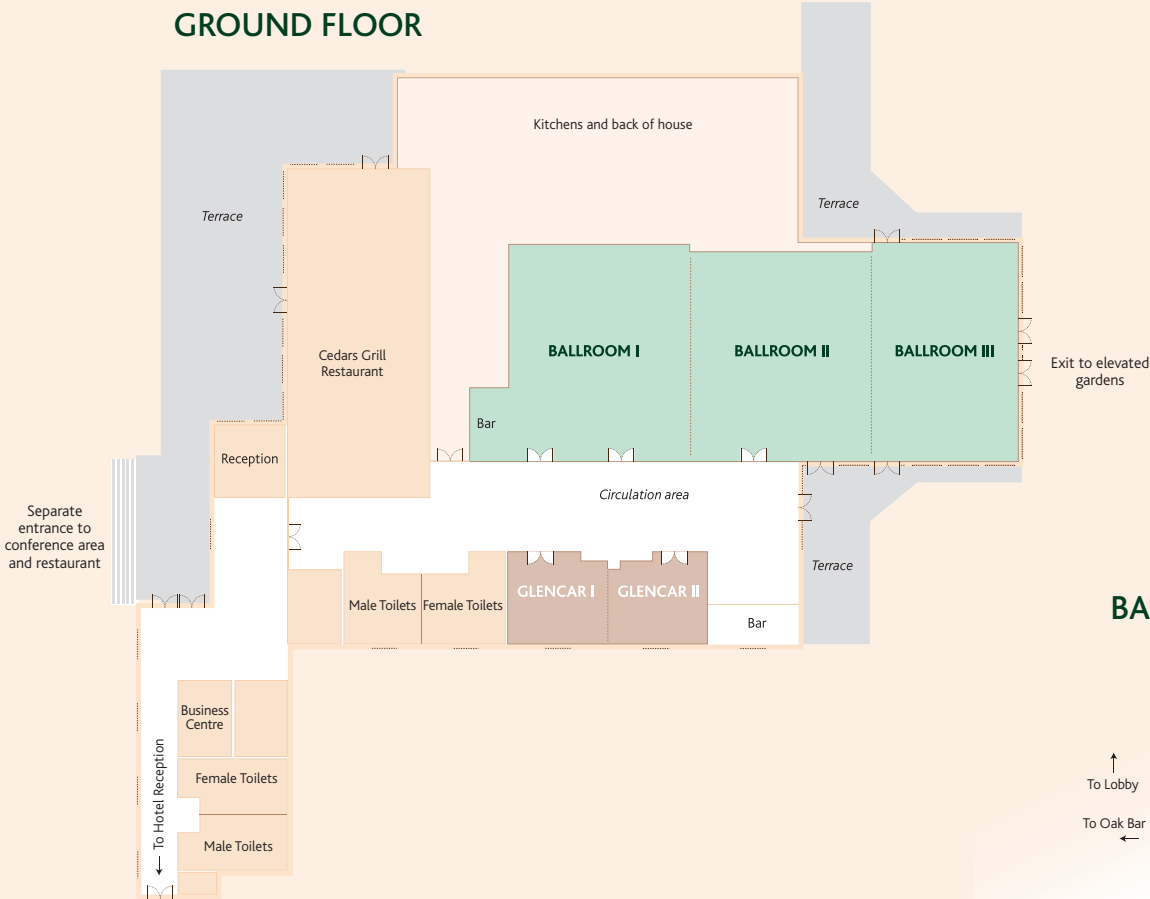 GROUND FLOOR
Kitchens and back of house
Terrace
Terrace
Cedars Grill
Restaurant
BALLROOM I
BALLROOM II
BALLROOM III
Exit to elevated
gardens
Bar
Reception
Circulation area
Separate
entrance to
conference area
and restaurant
Terrace
Male Toilets
Female Toilets
GLENCAR I
GLENCAR II
Bar
BA
Business
Centre
To Hotel Reception
Female Toilets
Male Toilets
To Lobby
To Oak Bar